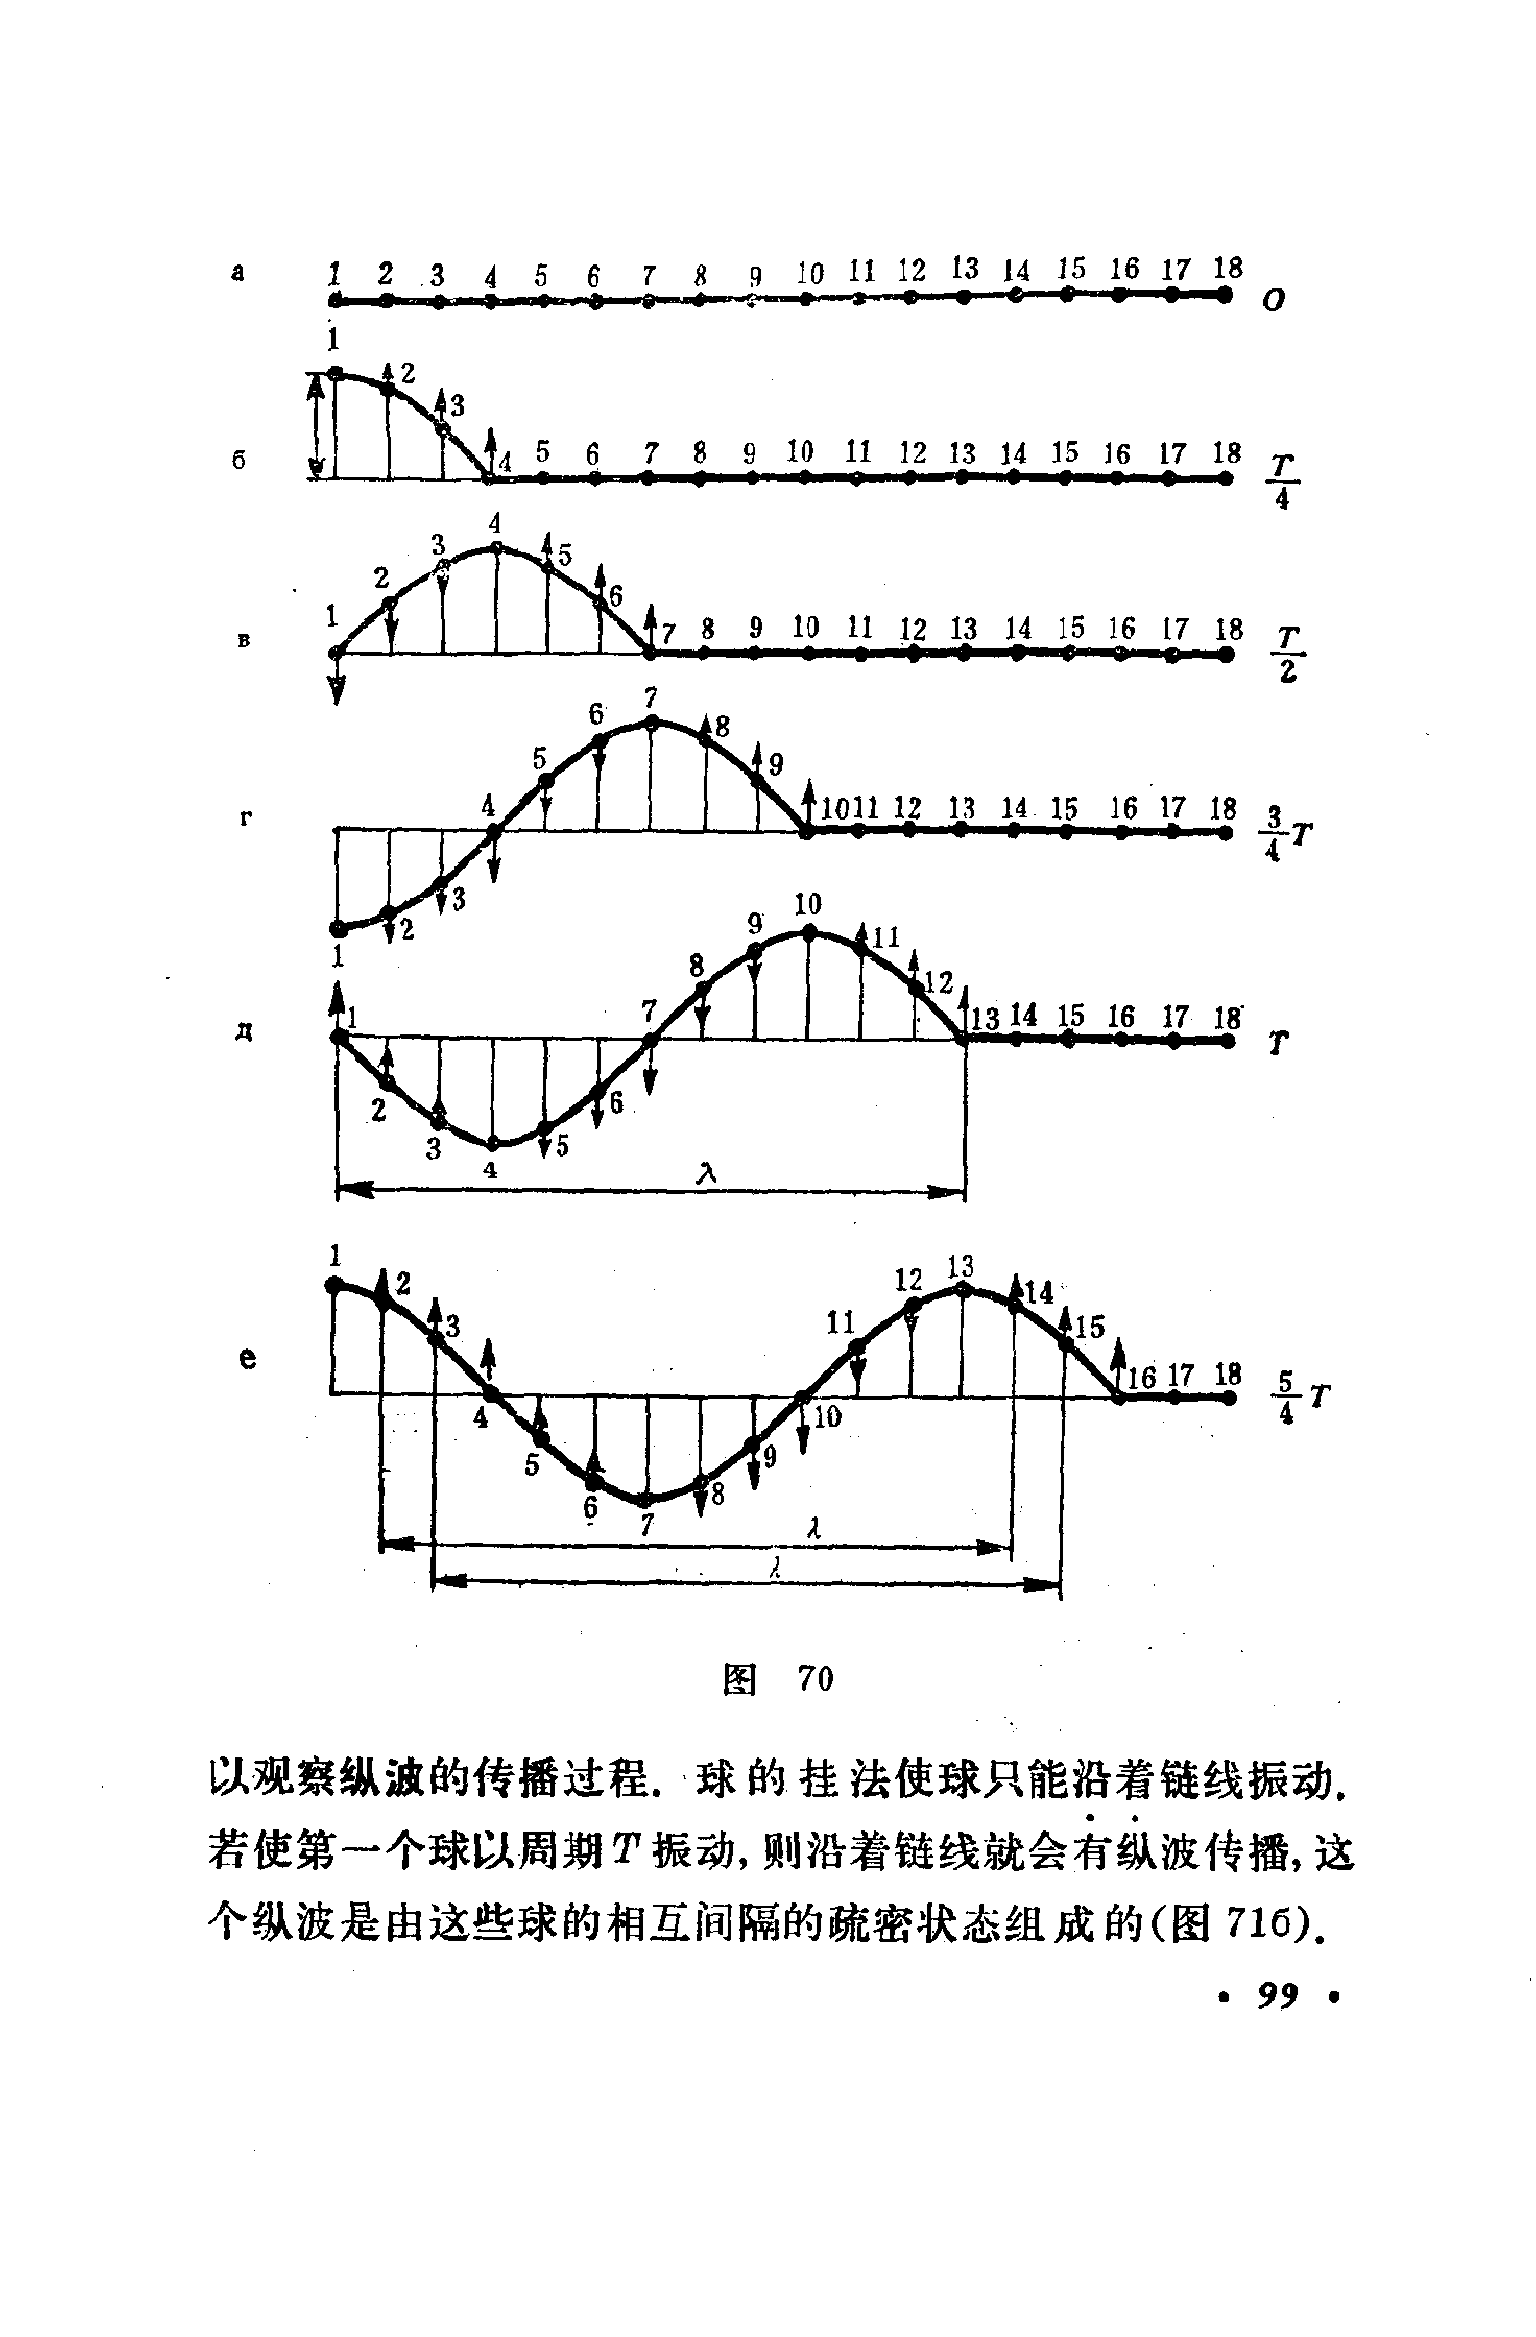 а 1 2 3 4 5 6 7 8 9 10 11 12 13 14 15 16 17 18 O
1
2
3
б 4 5 6 7 8 9 10 11 12 13 14 15 16 17 18 T/4
4
3 5
2 6
в 1 7 8 9 10 11 12 13 14 15 16 17 18 T/2
7
6 8
5 9
г 4 10 11 12 13 14 15 16 17 18 3/4 T
3
2
1
10
9 11
8 12
д 1 7 13 14 15 16 17 18 T
2 6
3 5
4 λ
1 13
2 12 14
3 11 15
е 16 17 18 5/4 T
4 10
5 9
6 8
7
λ
λ
图 70
以观察纵波的传播过程. 球的挂法使球只能沿着链线振动.
若使第一个球以周期T振动, 则沿着链线就会有纵波传播, 这
个纵波是由这些球的相互间隔的疏密状态组成的(图 71б).
• 99 •